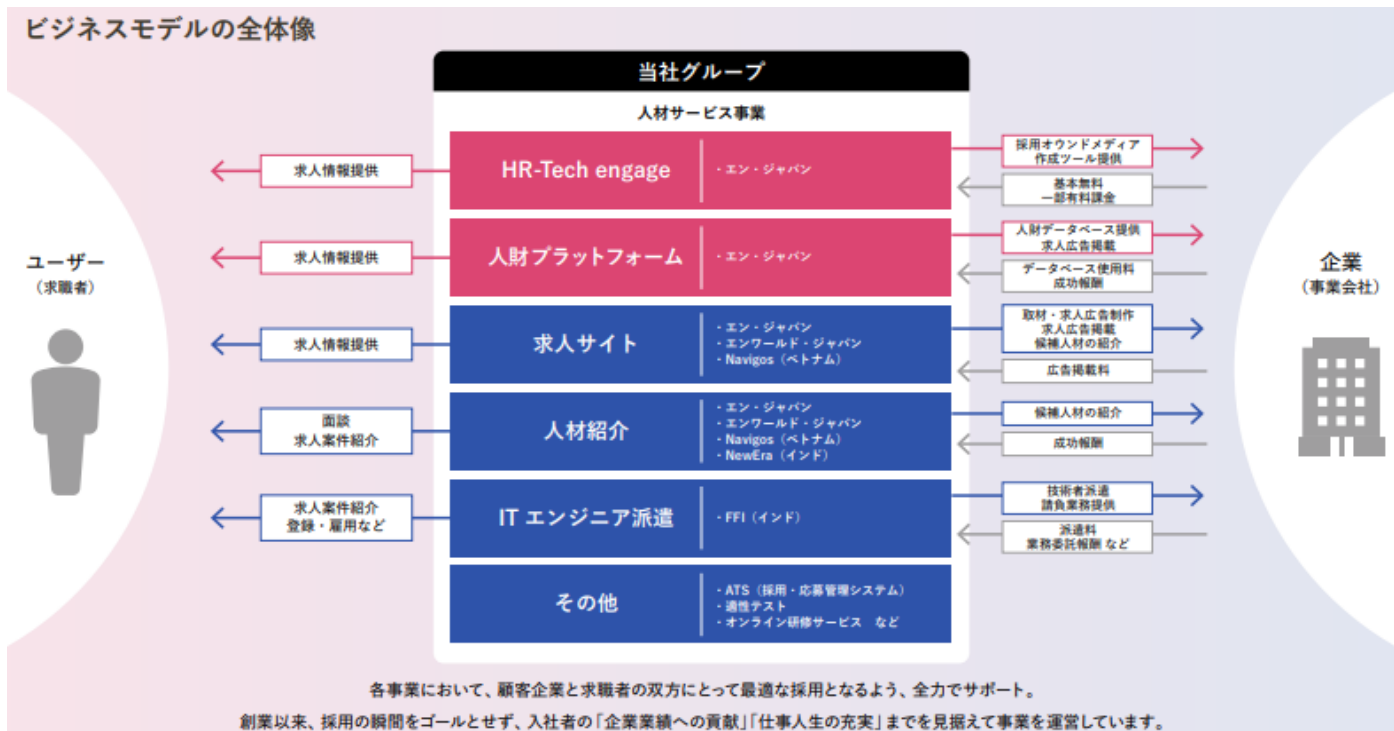 ビジネスモデルの全体像
当社グループ
人材サービス事業
ユーザー
（求職者）
求人情報提供
HR-Tech engage
・エン・ジャパン
採用オウンドメディア
作成ツール提供
基本無料
一部有料課金
求人情報提供
人財プラットフォーム
・エン・ジャパン
人財データベース提供
求人広告掲載
データベース使用料
成功報酬
求人情報提供
求人サイト
・エン・ジャパン
・エンワールド・ジャパン
・Navigos（ベトナム）
取材・求人広告制作
求人広告掲載
候補人材の紹介
広告掲載料
面談
求人案件紹介
人材紹介
・エン・ジャパン
・エンワールド・ジャパン
・Navigos（ベトナム）
・NewEra（インド）
候補人材の紹介
成功報酬
求人案件紹介
登録・雇用など
IT エンジニア派遣
・FFI（インド）
技術者派遣
請負業務提供
派遣料
業務委託報酬 など
その他
・ATS（採用・応募管理システム）
・適性テスト
・オンライン研修サービス　など
企業
（事業会社）
各事業において、顧客企業と求職者の双方にとって最適な採用となるよう、全力でサポート。
創業以来、採用の瞬間をゴールとせず、入社者の「企業業績への貢献」「仕事人生の充実」までを見据えて事業を運営しています。